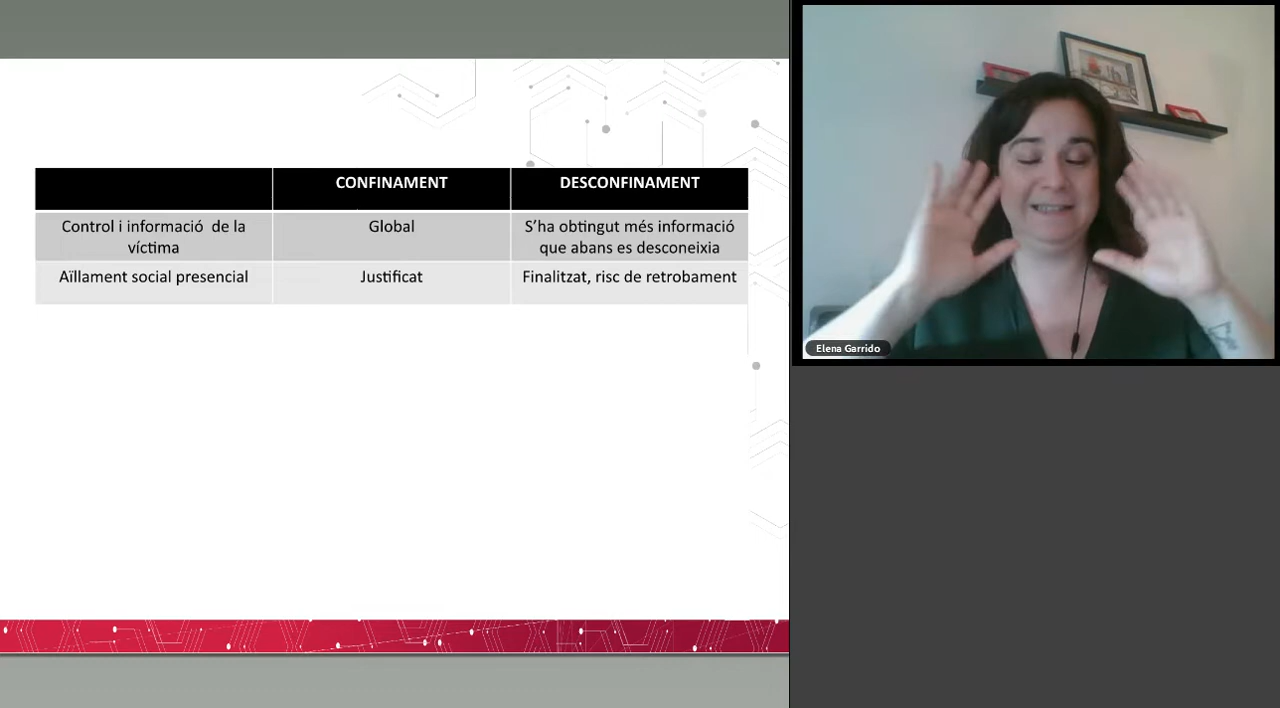 CONFINAMENT
DESCONFINAMENT
Control i informació  de la
víctima
Global
S’ha obtingut més informació
que abans es desconeixia
Aïllament social presencial
Justificat
Finalitzat, risc de retrobament
Elena Garrido